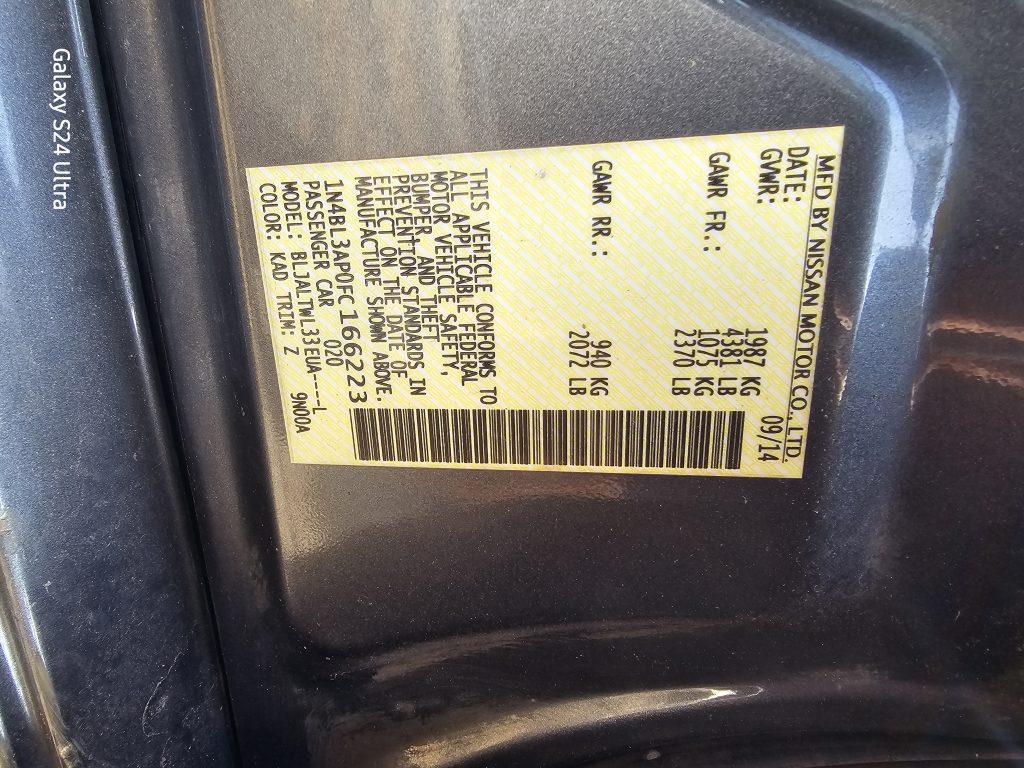 MFD BY NISSAN MOTOR CO., LTD.
DATE: 09/14
GVWR: 1987 KG
4381 LB
GAWR FR.: 1075 KG
2370 LB
GAWR RR.: 940 KG
2072 LB
THIS VEHICLE CONFORMS TO
ALL APPLICABLE FEDERAL
MOTOR VEHICLE SAFETY,
BUMPER, AND THEFT
PREVENTION STANDARDS IN
EFFECT ON THE DATE OF
MANUFACTURE SHOWN ABOVE.
1N4BL3AP0FC166223
PASSENGER CAR 020
MODEL: BLJALTWL33EUA----L
COLOR: KAD TRIM: Z 9N0A
Galaxy S24 Ultra